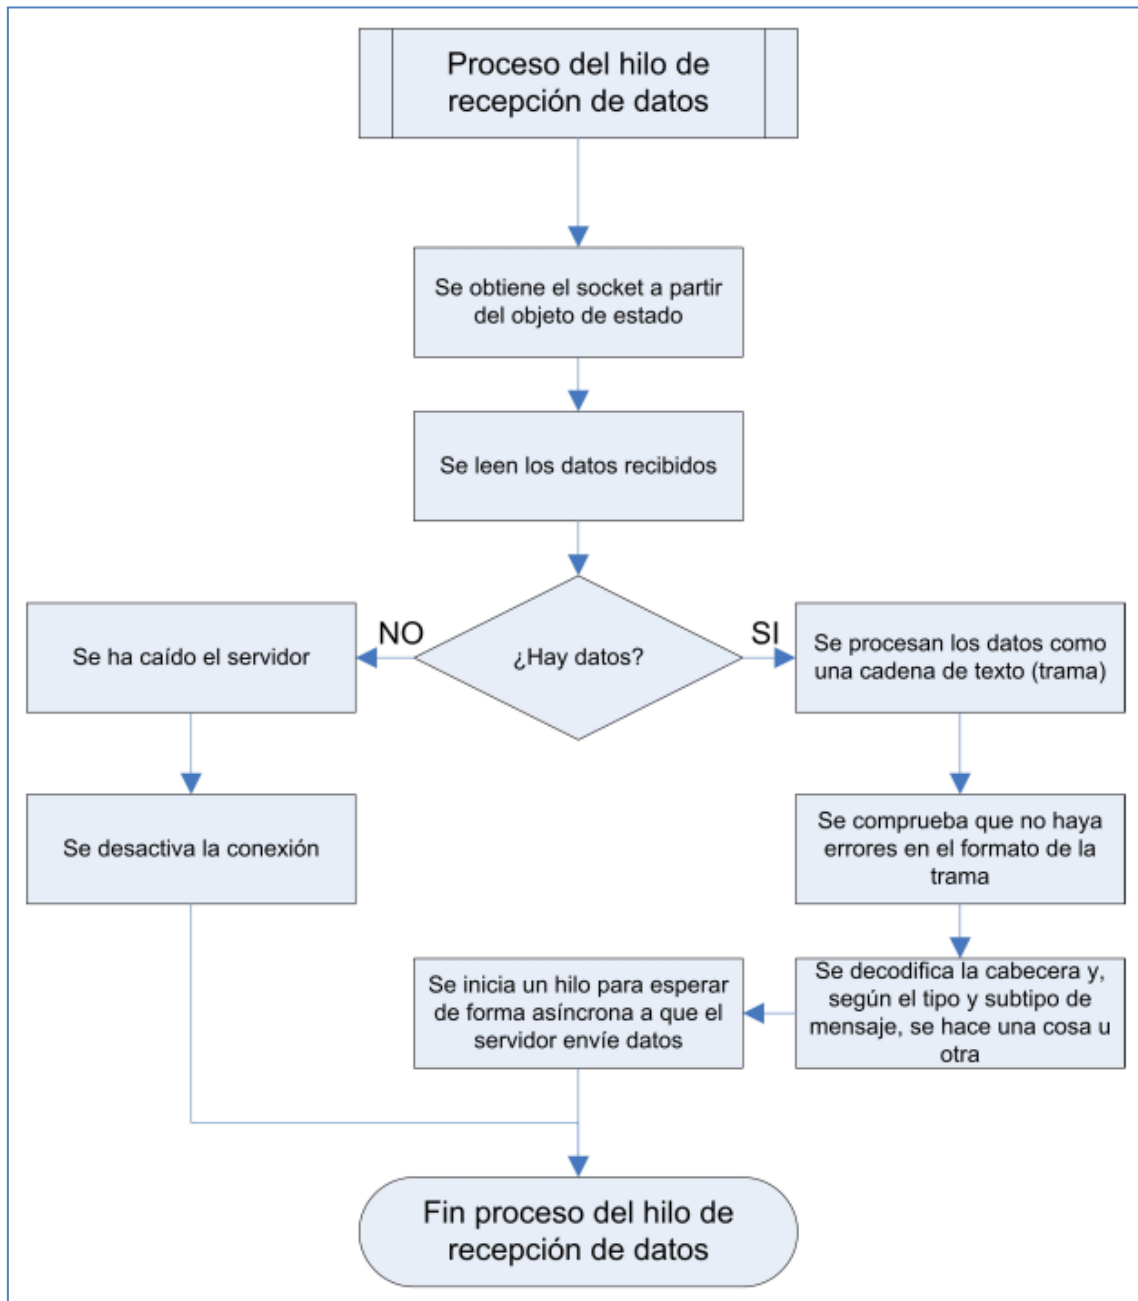 Proceso del hilo de
recepción de datos
Se obtiene el socket a partir
del objeto de estado
Se leen los datos recibidos
¿Hay datos?
NO
SI
Se ha caído el servidor
Se desactiva la conexión
Se procesan los datos como
una cadena de texto (trama)
Se comprueba que no haya
errores en el formato de la
trama
Se decodifica la cabecera y,
según el tipo y subtipo de
mensaje, se hace una cosa u
otra
Se inicia un hilo para esperar
de forma asíncrona a que el
servidor envíe datos
Fin proceso del hilo de
recepción de datos